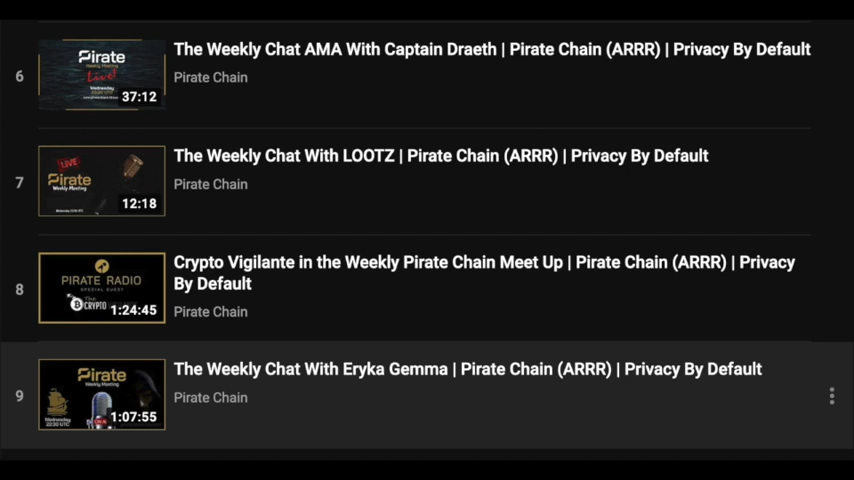 6
Pirate
Weekly Meeting
Live!
Wednesday
37:12
The Weekly Chat AMA With Captain Draeth | Pirate Chain (ARRR) | Privacy By Default
Pirate Chain
7
LIVE
Pirate
Weekly Meeting
12:18
The Weekly Chat With LOOTZ | Pirate Chain (ARRR) | Privacy By Default
Pirate Chain
8
PIRATE RADIO
SPECIAL GUEST
The
CRYPTO
1:24:45
Crypto Vigilante in the Weekly Pirate Chain Meet Up | Pirate Chain (ARRR) | Privacy
By Default
Pirate Chain
9
Pirate
Weekly Meeting
Wednesday
22:30 UTC
1:07:55
The Weekly Chat With Eryka Gemma | Pirate Chain (ARRR) | Privacy By Default
Pirate Chain